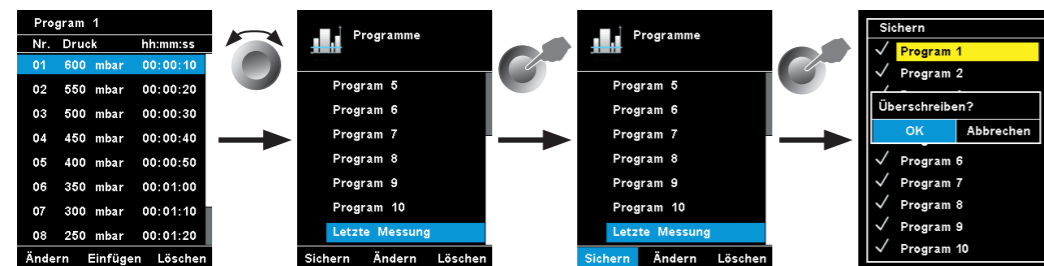 Program 1
Nr. Druck hh:mm:ss
01 600 mbar 00:00:10
02 550 mbar 00:00:20
03 500 mbar 00:00:30
04 450 mbar 00:00:40
05 400 mbar 00:00:50
06 350 mbar 00:01:00
07 300 mbar 00:01:10
08 250 mbar 00:01:20
Ändern Einfügen Löschen
Programme
Program 5
Program 6
Program 7
Program 8
Program 9
Program 10
Letzte Messung
Sichern Ändern Löschen
Programme
Program 5
Program 6
Program 7
Program 8
Program 9
Program 10
Letzte Messung
Sichern Ändern Löschen
Sichern
Program 1
Program 2
Überschreiben?
OK Abbrechen
Program 6
Program 7
Program 8
Program 9
Program 10